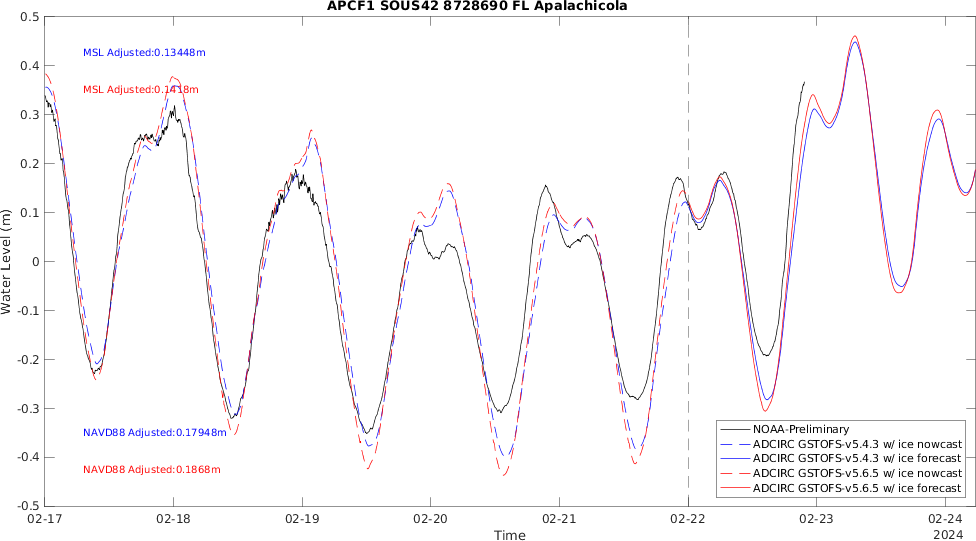 APCF1 SOUS42 8728690 FL Apalachicola
0.5
0.4
0.3
0.2
0.1
0
-0.1
-0.2
-0.3
-0.4
-0.5
Water Level (m)
MSL Adjusted:0.13448m
MSL Adjusted:0.1418m
NAVD88 Adjusted:0.17948m
NAVD88 Adjusted:0.1868m
NOAA-Preliminary
ADCIRC GSTOFS-v5.4.3 w/ ice nowcast
ADCIRC GSTOFS-v5.4.3 w/ ice forecast
ADCIRC GSTOFS-v5.6.5 w/ ice nowcast
ADCIRC GSTOFS-v5.6.5 w/ ice forecast
02-17 02-18 02-19 02-20 02-21 02-22 02-23 02-24
Time
2024